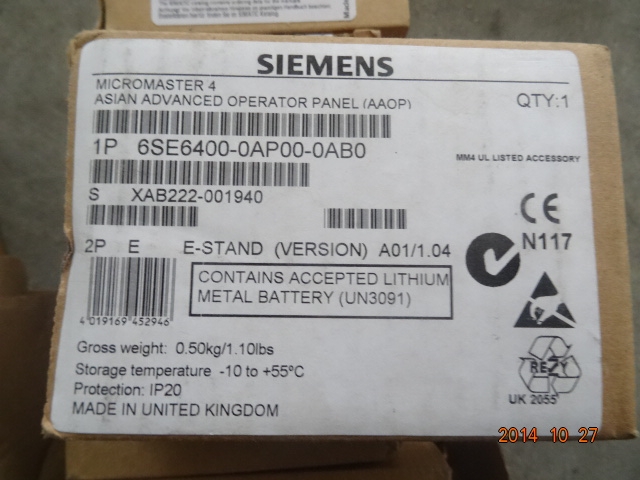 SIEMENS
MICROMASTER 4
ASIAN ADVANCED OPERATOR PANEL (AAOP)
QTY:1
1P 6SE6400-0AP00-0AB0
MM4 UL LISTED ACCESSORY
S XAB222-001940
CE
N117
2P E E-STAND (VERSION) A01/1.04
CONTAINS ACCEPTED LITHIUM
METAL BATTERY (UN3091)
4 019169 452946
Gross weight: 0.50kg/1.10lbs
Storage temperature -10 to +55°C
Protection: IP20
MADE IN UNITED KINGDOM
REZY
UK 2055
2014 10 27